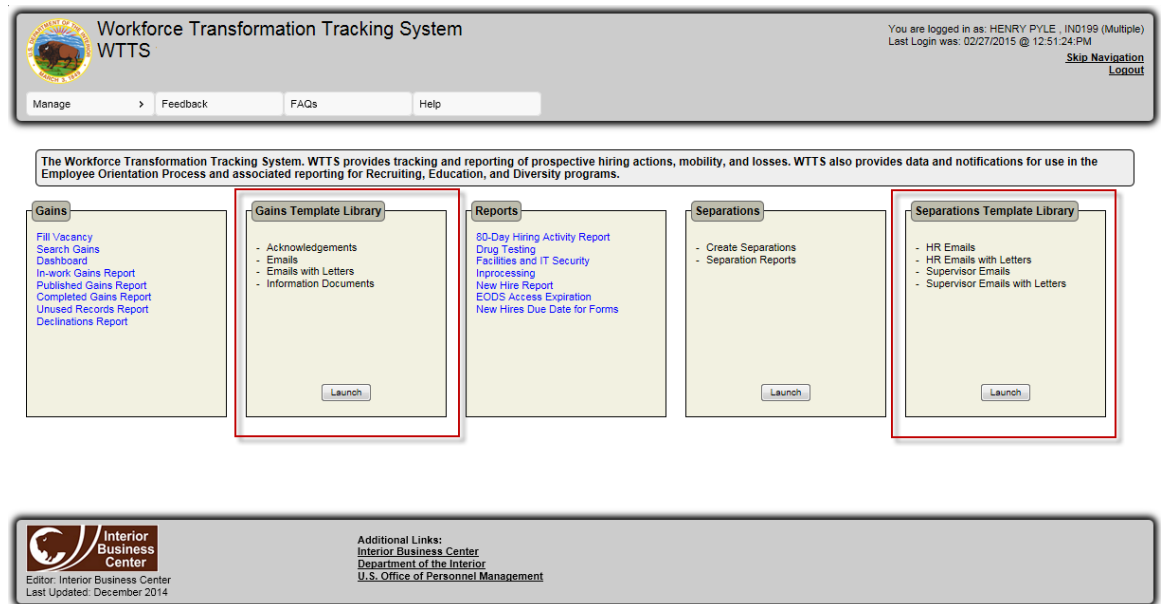 Workforce Transformation Tracking System
WTTS
You are logged in as: HENRY PYLE , IN0199 (Multiple)
Last Login was: 02/27/2015 @ 12:51:24:PM
Skip Navigation
Logout
Manage > Feedback FAQs Help
The Workforce Transformation Tracking System. WTTS provides tracking and reporting of prospective hiring actions, mobility, and losses. WTTS also provides data and notifications for use in the
Employee Orientation Process and associated reporting for Recruiting, Education, and Diversity programs.
Gains
Fill Vacancy
Search Gains
Dashboard
In-work Gains Report
Published Gains Report
Completed Gains Report
Unused Records Report
Declinations Report
Gains Template Library
- Acknowledgements
- Emails
- Emails with Letters
- Information Documents
Launch
Reports
80-Day Hiring Activity Report
Drug Testing
Facilities and IT Security
Inprocessing
New Hire Report
EODS Access Expiration
New Hires Due Date for Forms
Separations
- Create Separations
- Separation Reports
Launch
Separations Template Library
- HR Emails
- HR Emails with Letters
- Supervisor Emails
- Supervisor Emails with Letters
Launch
Interior
Business
Center
Editor: Interior Business Center
Last Updated: December 2014
Additional Links:
Interior Business Center
Department of the Interior
U.S. Office of Personnel Management
MARCH 3, 1849